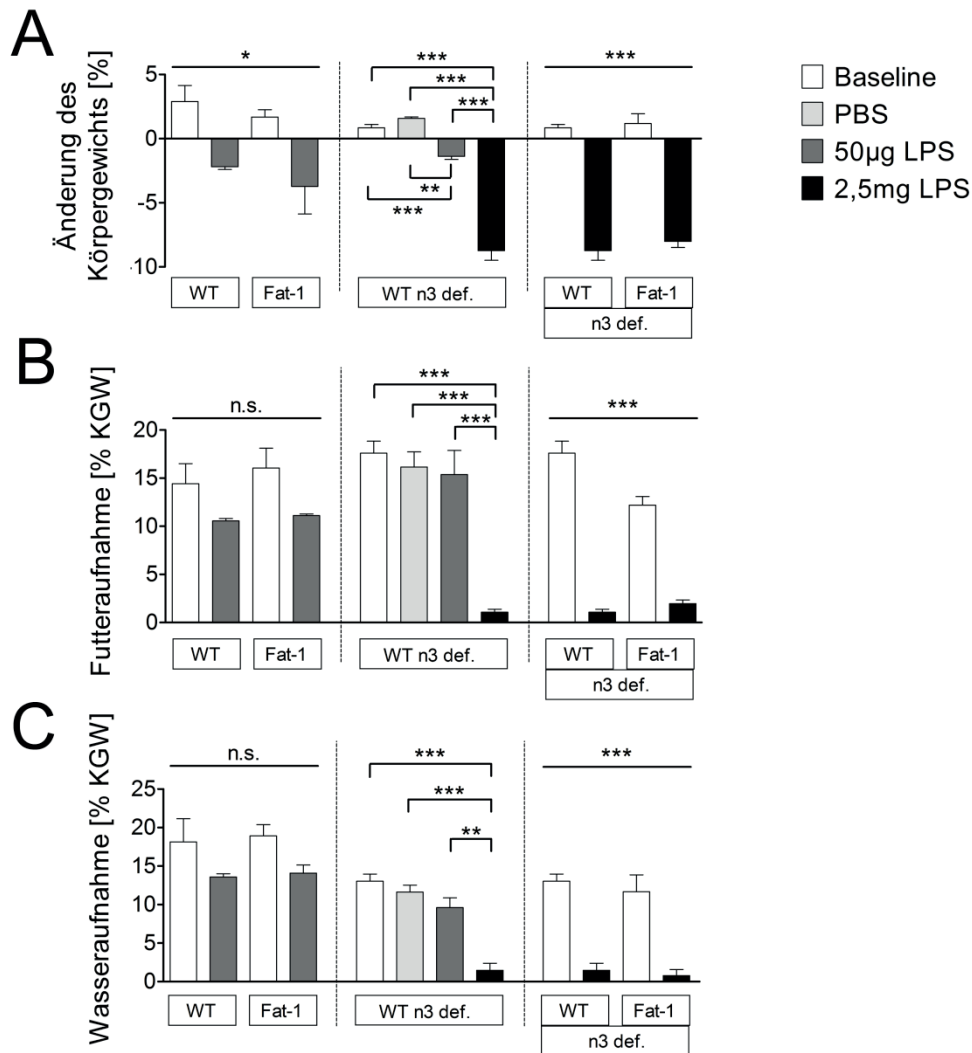 A
Änderung des
Körpergewichts [%]
5
0
-5
-10
*
***
***
***
**
***
***
WT
Fat-1
WT n3 def.
WT
Fat-1
n3 def.
Baseline
PBS
50µg LPS
2,5mg LPS
B
Futteraufnahme [% KGW]
20
15
10
5
0
n.s.
***
***
***
***
WT
Fat-1
WT n3 def.
WT
Fat-1
n3 def.
C
Wasseraufnahme [% KGW]
25
20
15
10
5
0
n.s.
***
***
**
***
WT
Fat-1
WT n3 def.
WT
Fat-1
n3 def.